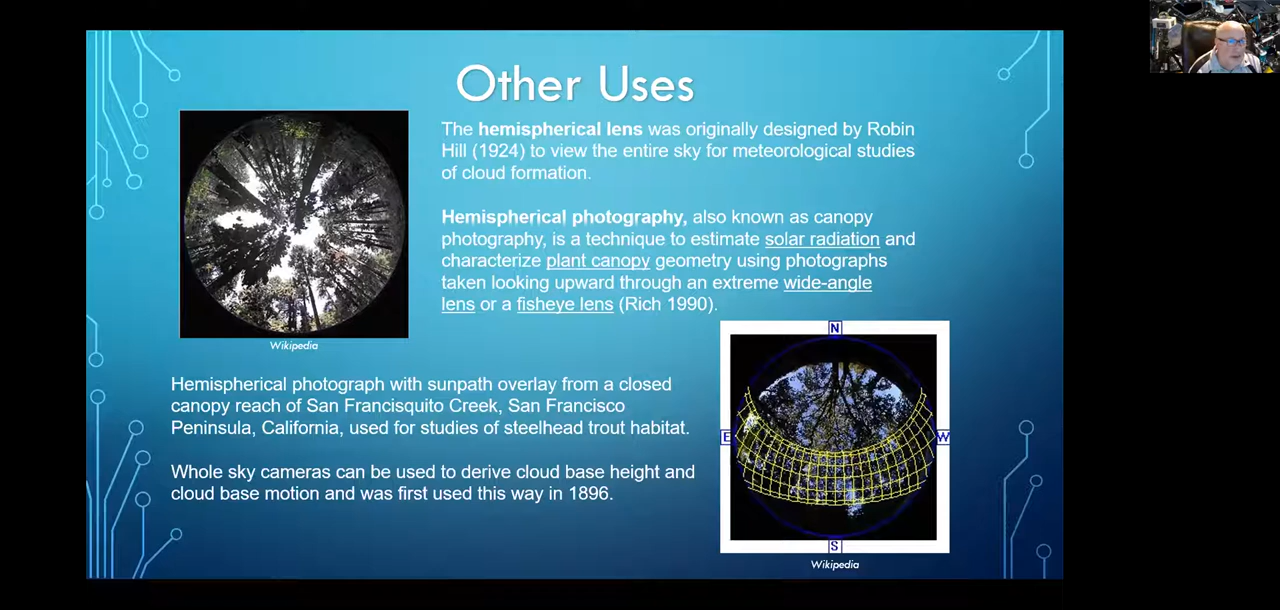 Other Uses
The hemispherical lens was originally designed by Robin
Hill (1924) to view the entire sky for meteorological studies
of cloud formation.
Hemispherical photography, also known as canopy
photography, is a technique to estimate solar radiation and
characterize plant canopy geometry using photographs
taken looking upward through an extreme wide-angle
lens or a fisheye lens (Rich 1990).
Wikipedia
Hemispherical photograph with sunpath overlay from a closed
canopy reach of San Francisquito Creek, San Francisco
Peninsula, California, used for studies of steelhead trout habitat.
Whole sky cameras can be used to derive cloud base height and
cloud base motion and was first used this way in 1896.
N
E
W
S
Wikipedia